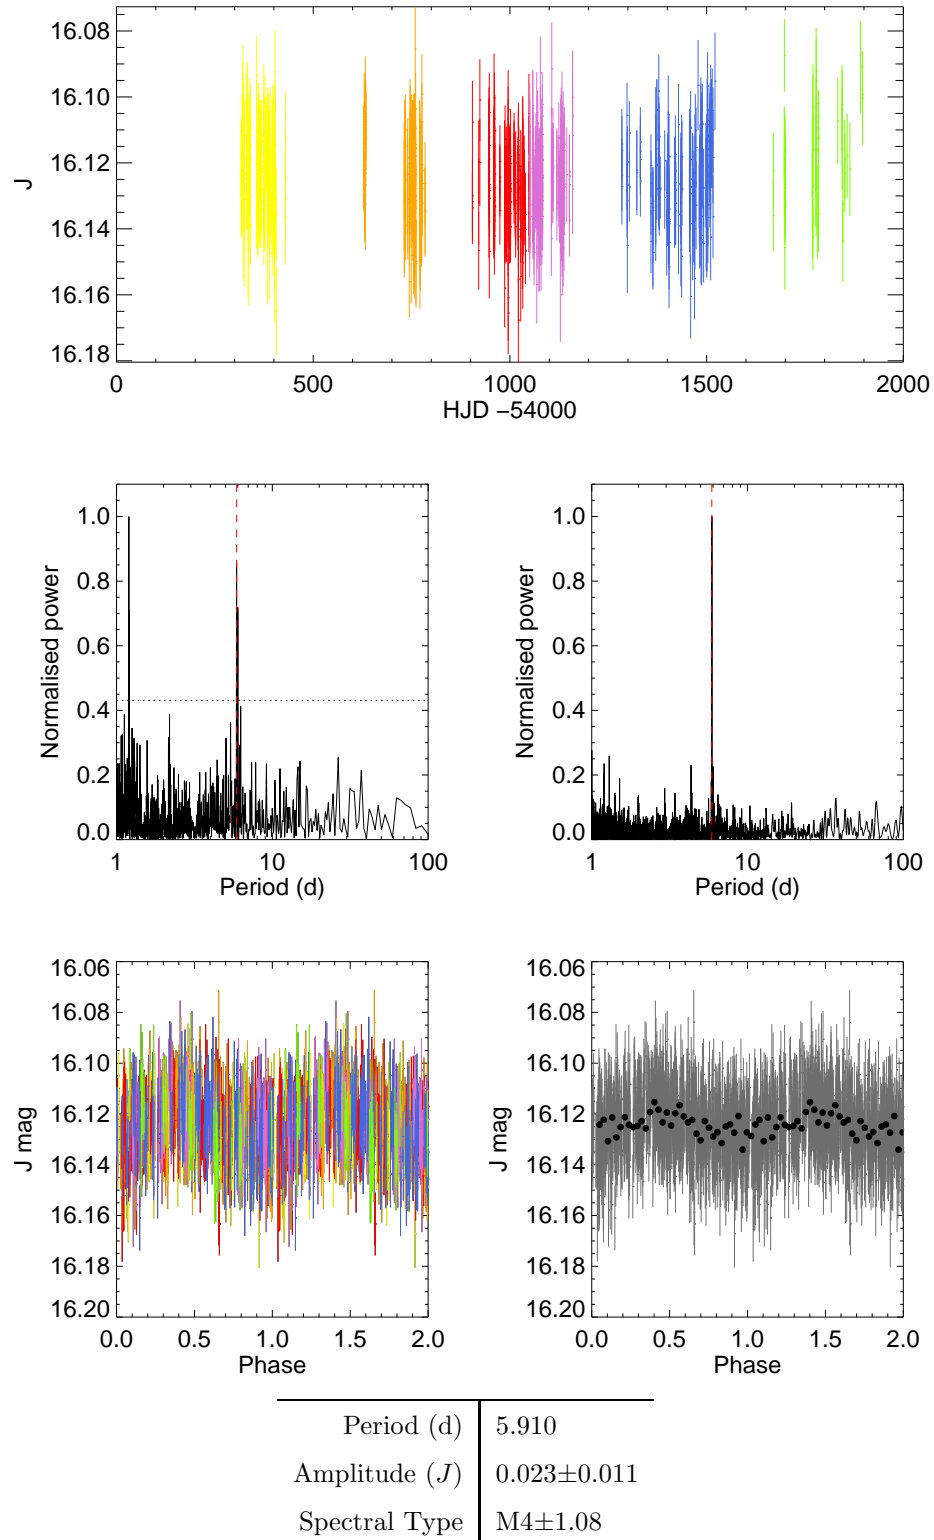 16.08
16.10
16.12
16.14
16.16
16.18
J
0 500 1000 1500 2000
HJD −54000
1.0
0.8
0.6
0.4
0.2
0.0
Normalised power
1 10 100
Period (d)
1.0
0.8
0.6
0.4
0.2
0.0
Normalised power
1 10 100
Period (d)
16.06
16.08
16.10
16.12
16.14
16.16
16.18
16.20
J mag
0.0 0.5 1.0 1.5 2.0
Phase
16.06
16.08
16.10
16.12
16.14
16.16
16.18
16.20
J mag
0.0 0.5 1.0 1.5 2.0
Phase
Period (d) 5.910
Amplitude (J) 0.023±0.011
Spectral Type M4±1.08